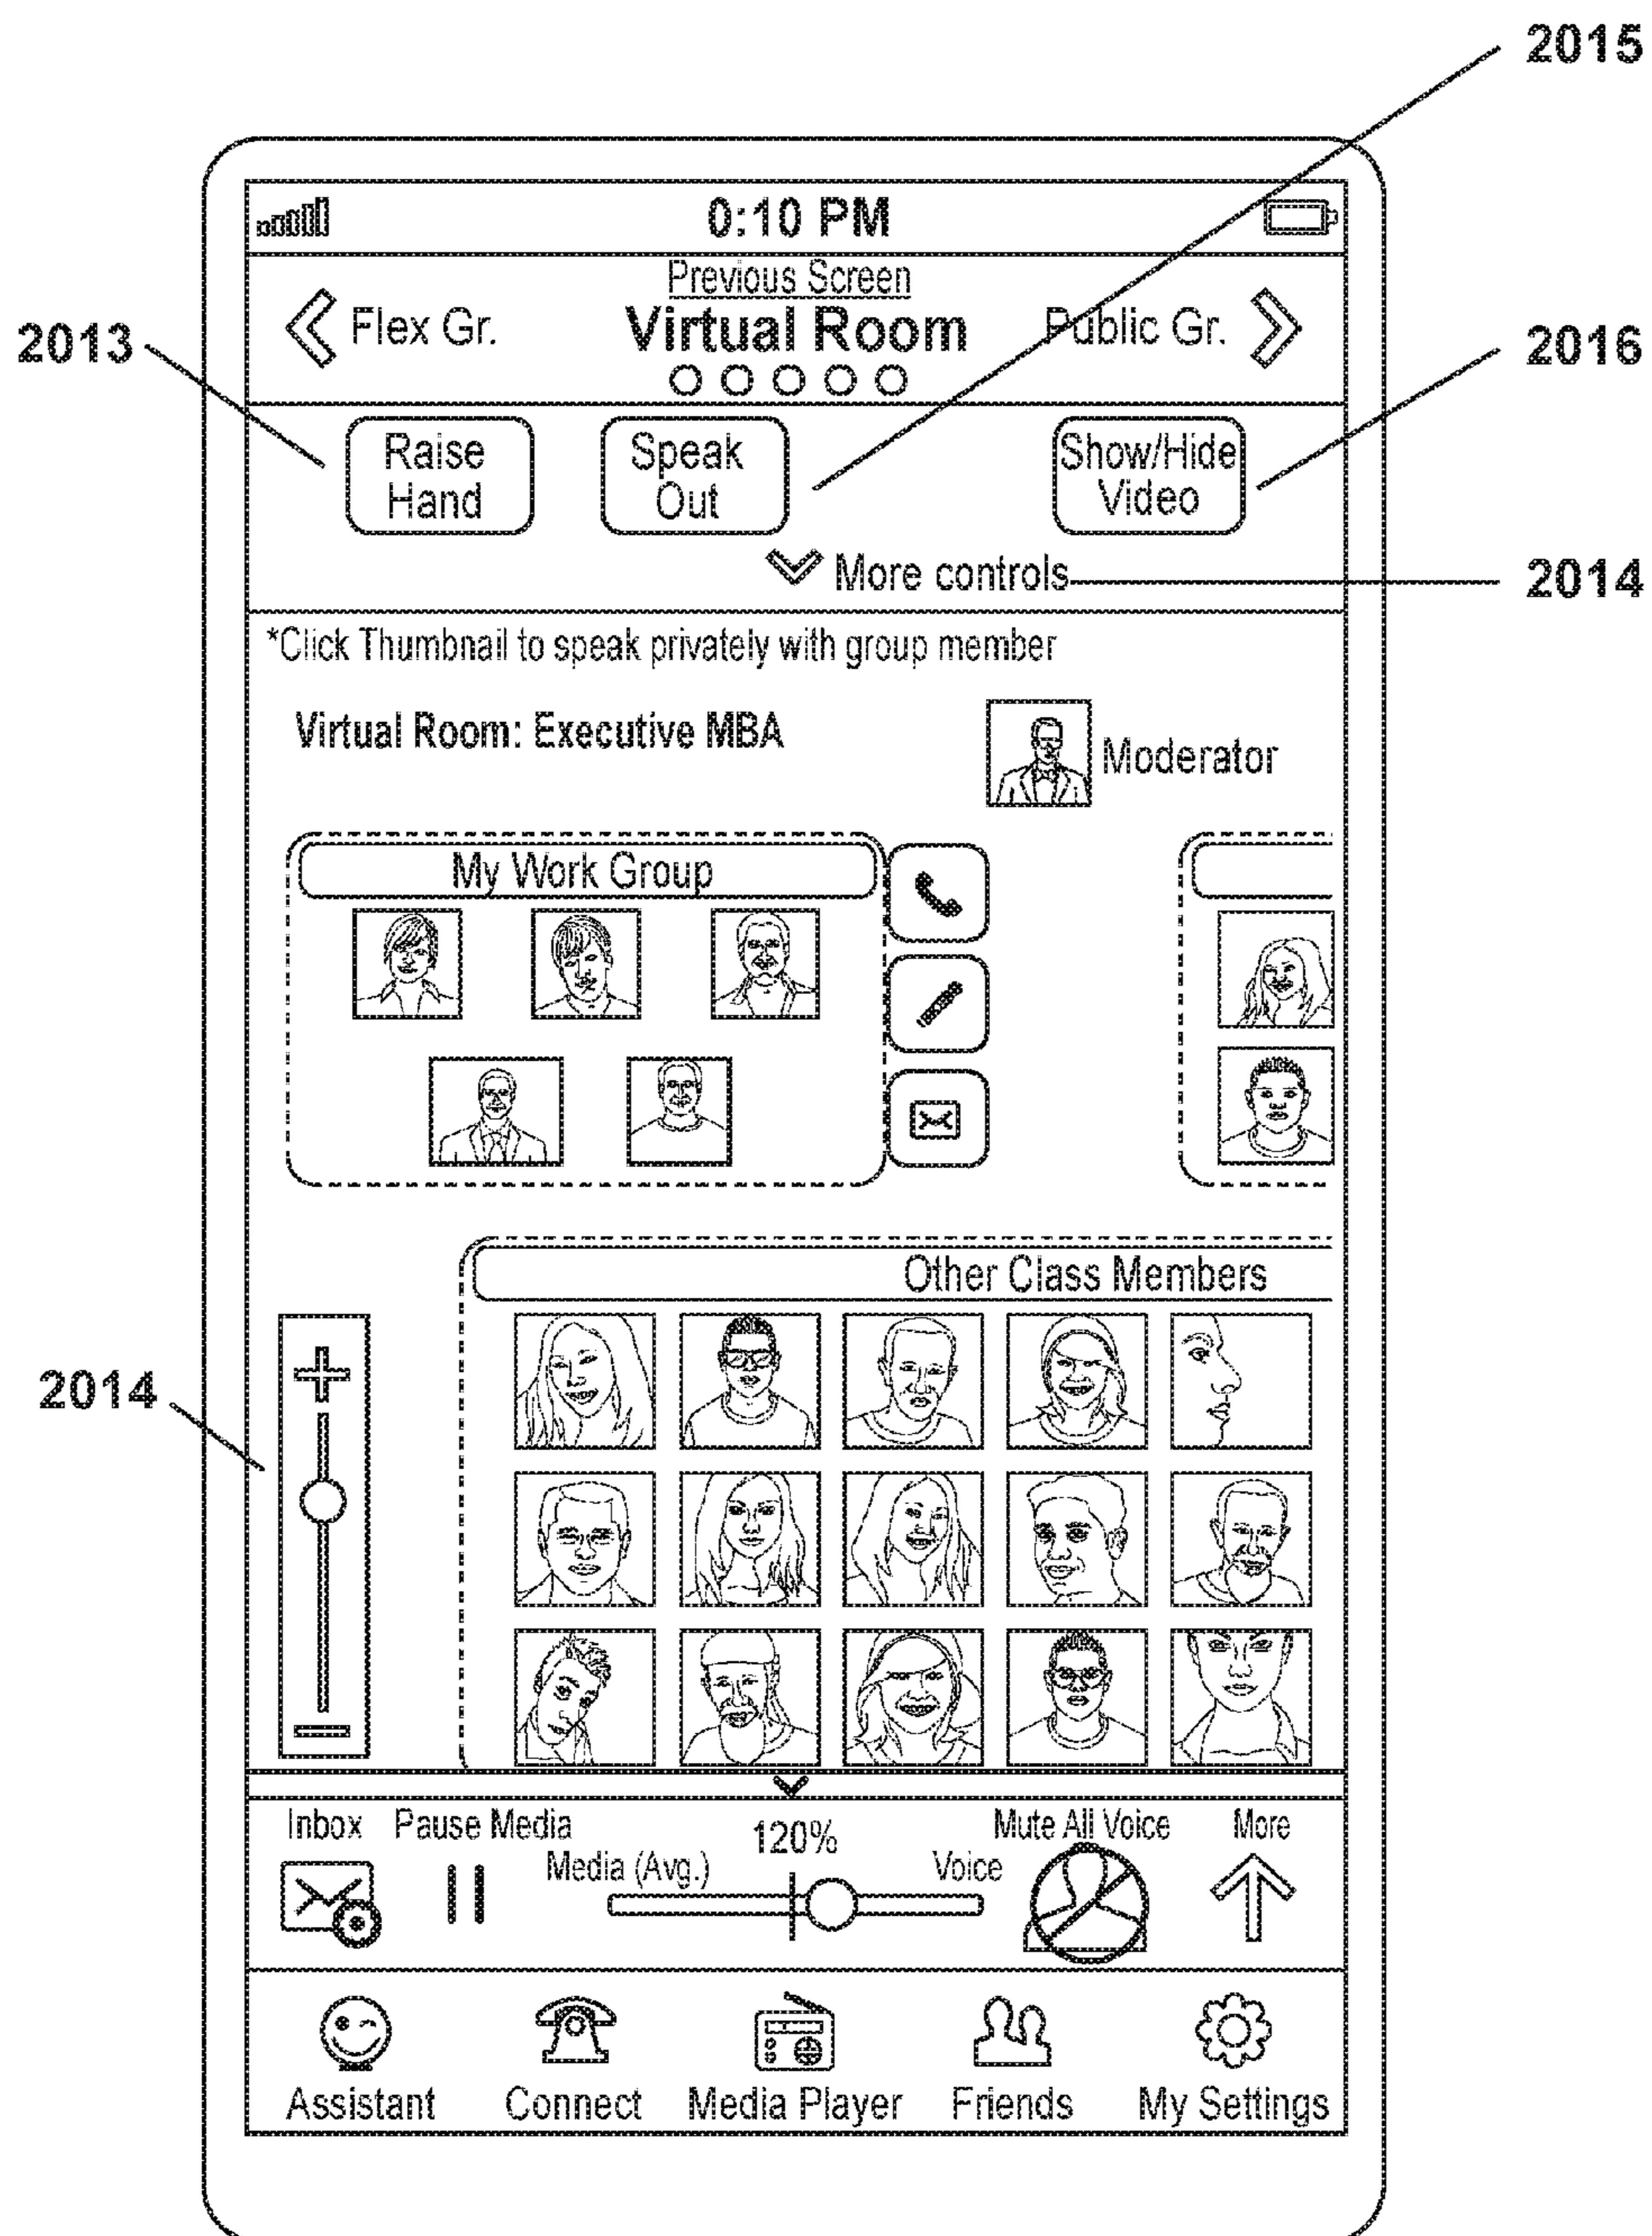 2015
0:10 PM
Previous Screen
Flex Gr. Virtual Room Public Gr.
2013
2016
Raise Hand
Speak Out
Show/Hide Video
More controls
2014
*Click Thumbnail to speak privately with group member
Virtual Room: Executive MBA
Moderator
My Work Group
Other Class Members
2014
Inbox Pause Media 120% Mute All Voice More
Media (Avg.) Voice
Assistant Connect Media Player Friends My Settings